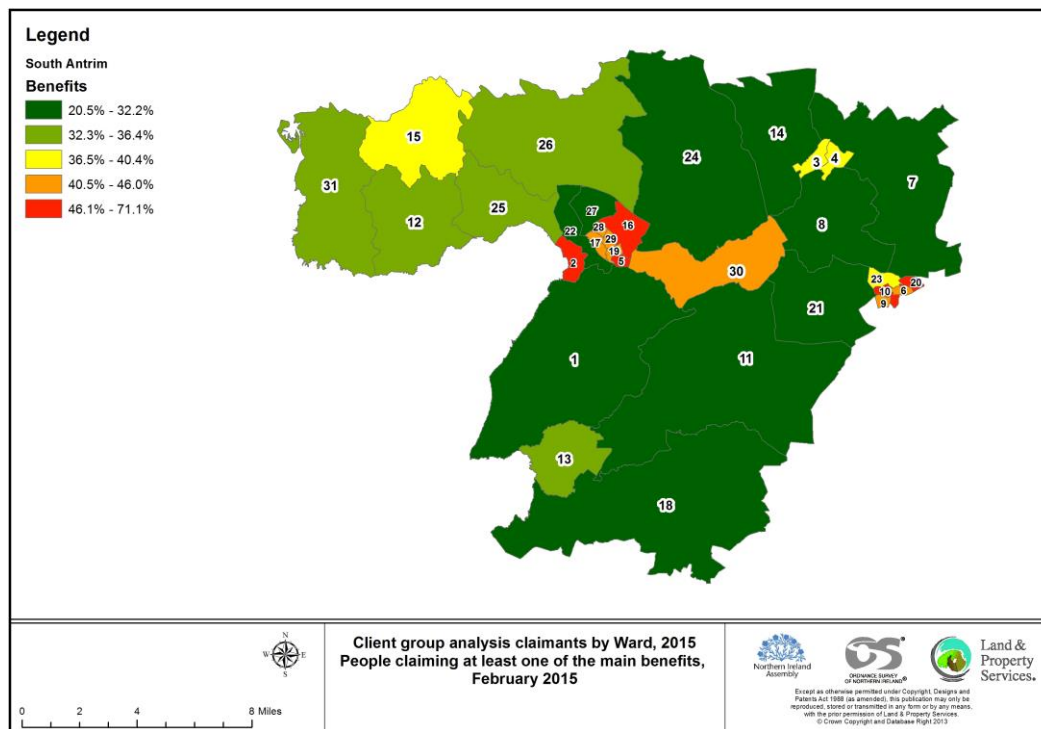 Legend
South Antrim
Benefits
20.5% - 32.2%
32.3% - 36.4%
36.5% - 40.4%
40.5% - 46.0%
46.1% - 71.1%
15
26
24
14
3
4
7
31
12
25
27
16
8
22
28
17
29
19
5
2
30
23
20
10
6
9
21
1
11
13
18
N
W
E
S
0 2 4 8 Miles
Client group analysis claimants by Ward, 2015
People claiming at least one of the main benefits,
February 2015
Northern Ireland
Assembly
OS®
ORDNANCE SURVEY
OF NORTHERN IRELAND®
Land &
Property
Services.
Except as otherwise permitted under Copyright, Designs and
Patents Act 1988 (as amended), this publication may only be
reproduced, stored or transmitted in any form or by any means,
with the prior permission of Land & Property Services.
© Crown Copyright and Database Right 2013